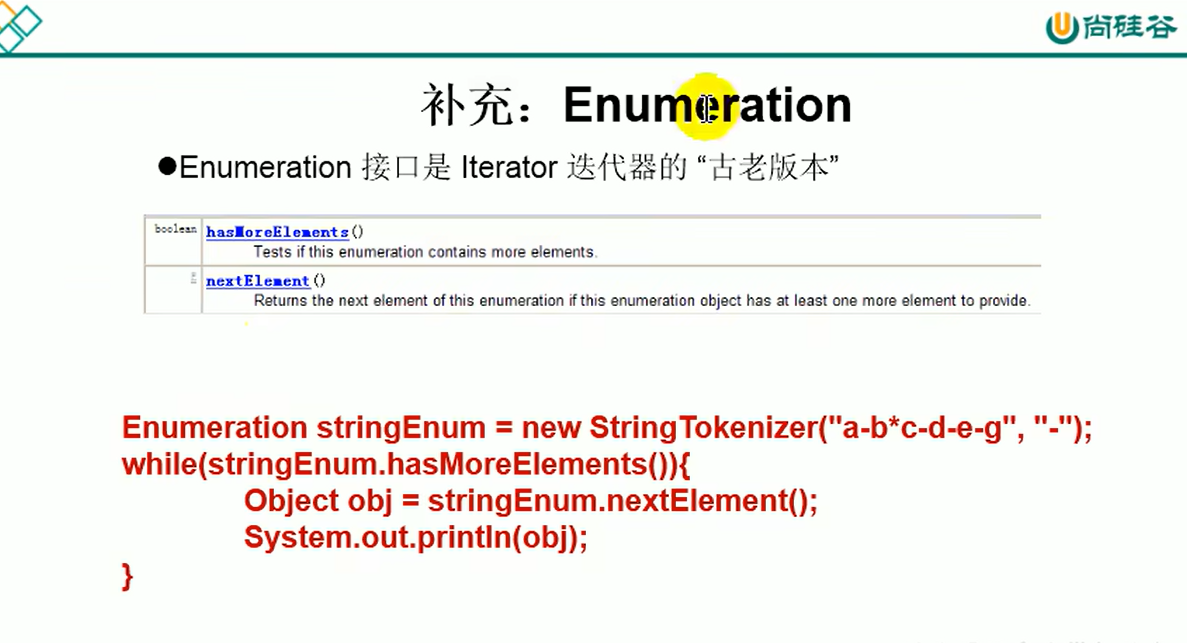 尚硅谷
补充：Enumeration
●Enumeration 接口是 Iterator 迭代器的 “古老版本”
boolean hasMoreElements()
Tests if this enumeration contains more elements.
nextElement()
Returns the next element of this enumeration if this enumeration object has at least one more element to provide.
Enumeration stringEnum = new StringTokenizer("a-b*c-d-e-g", "-");
while(stringEnum.hasMoreElements()){
Object obj = stringEnum.nextElement();
System.out.println(obj);
}